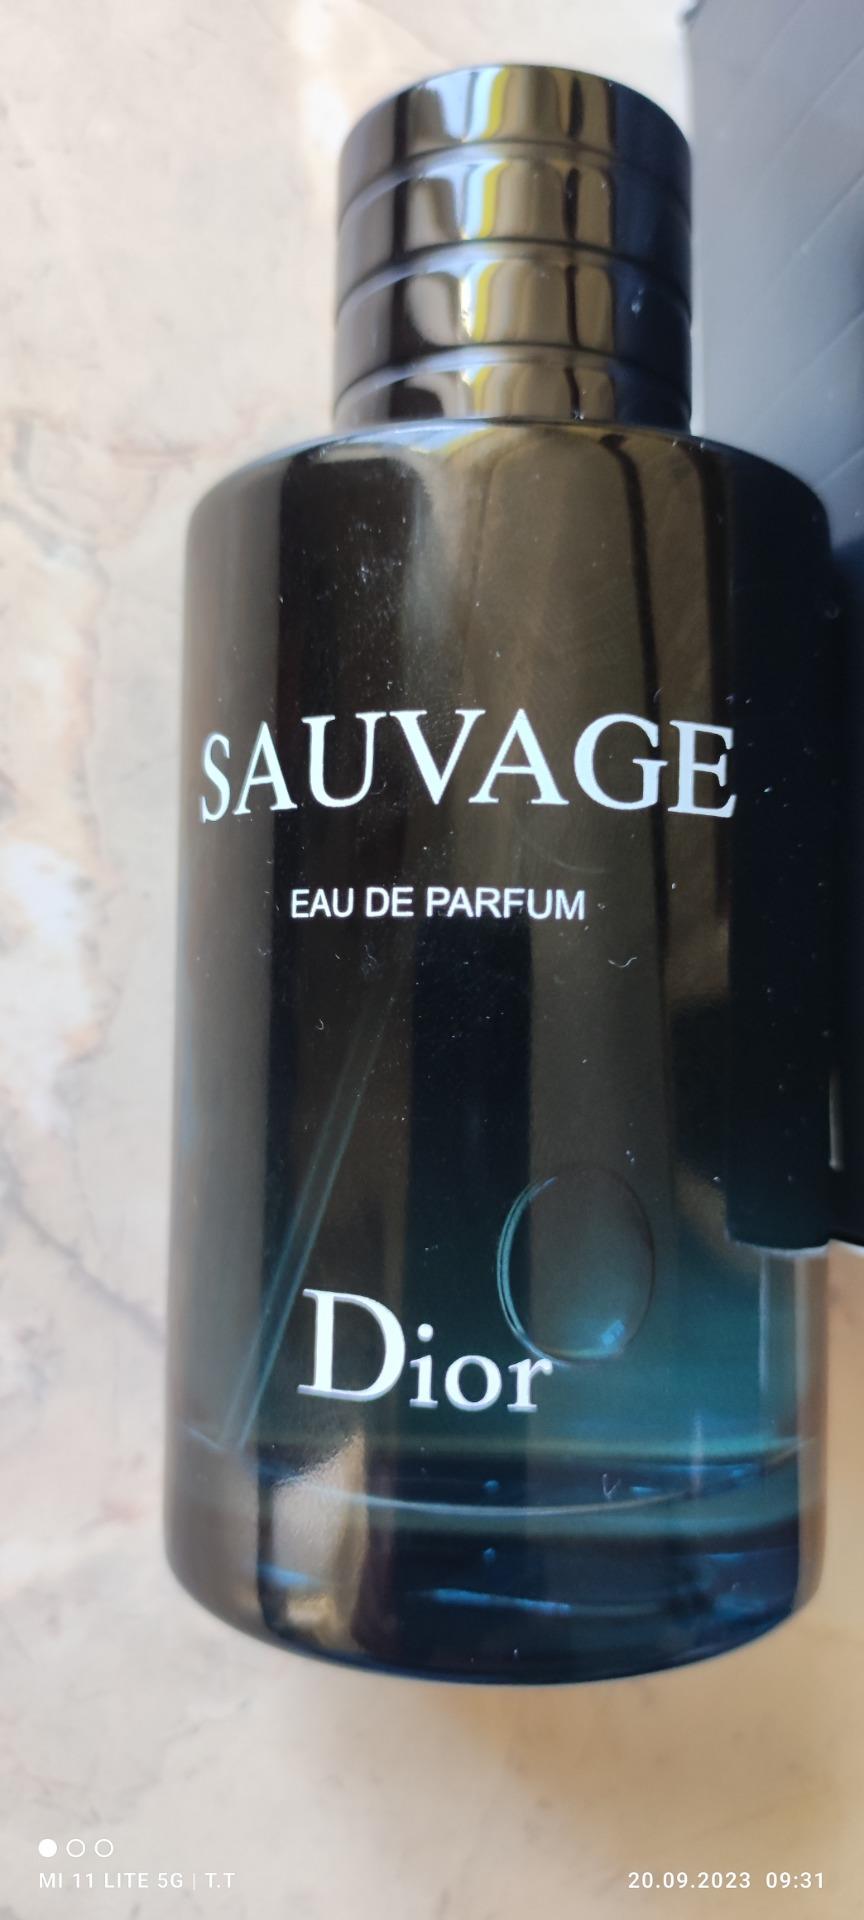 SAUVAGE
EAU DE PARFUM
Dior
MI 11 LITE 5G | T.T
20.09.2023 09:31